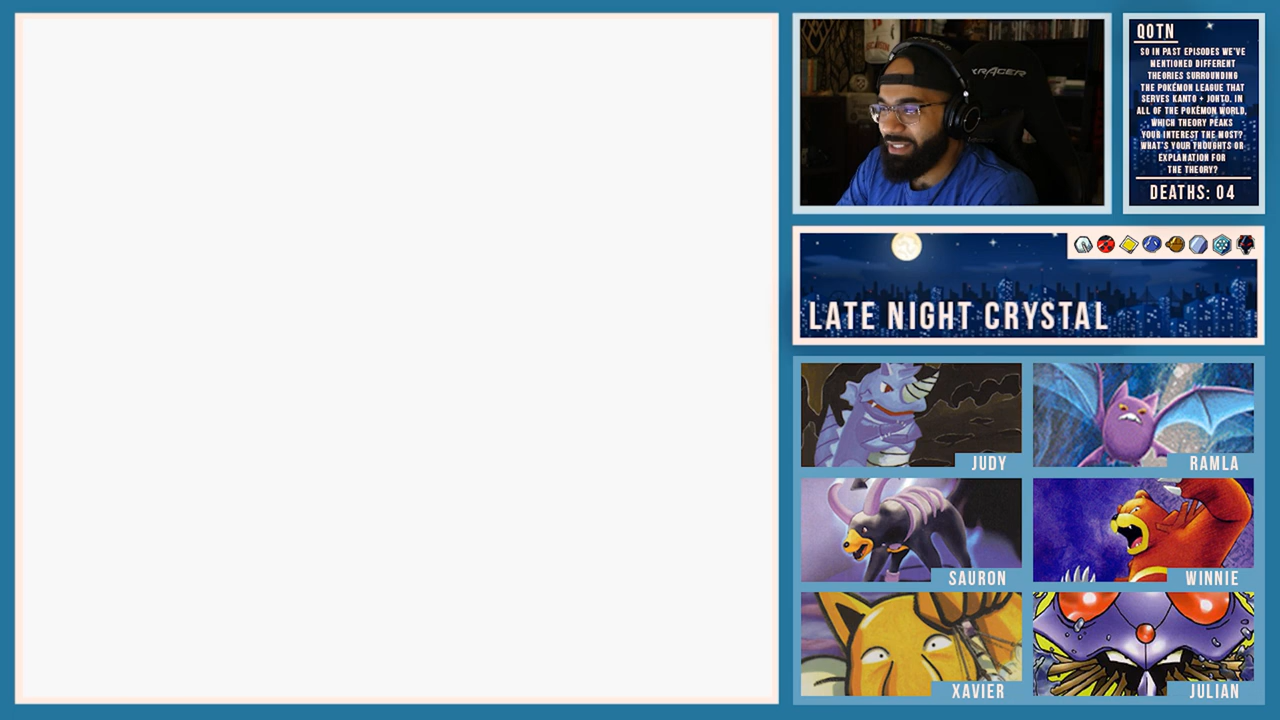 XRACER
QOTN
SO IN PAST EPISODES WE'VE
MENTIONED DIFFERENT
THEORIES SURROUNDING
THE POKÉMON LEAGUE THAT
SERVES KANTO + JOHTO. IN
ALL OF THE POKÉMON WORLD,
WHICH THEORY PEAKS
YOUR INTEREST THE MOST?
WHAT'S YOUR THOUGHTS OR
EXPLANATION FOR
THE THEORY?
DEATHS: 04
LATE NIGHT CRYSTAL
JUDY
RAMLA
SAURON
WINNIE
XAVIER
JULIAN